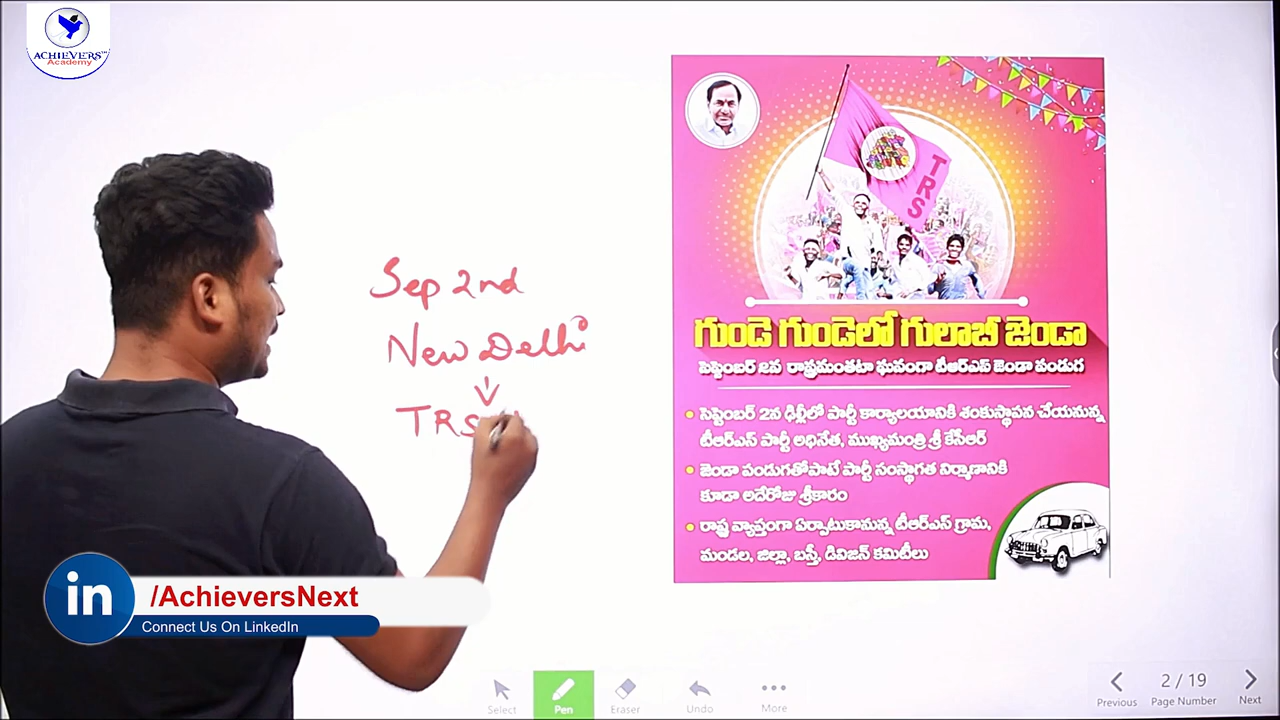 ACHIEVERS
Academy
Sep 2nd
New Delhi
TRS
TRS
గుండె గుండెలో గులాబీ జెండా
సెప్టెంబర్ 2న రాష్ట్రమంతటా ఘనంగా టీఆర్ఎస్ జెండా పండుగ
సెప్టెంబర్ 2న ఢిల్లీలో పార్టీ కార్యాలయానికి శంకుస్థాపన చేయనున్న
టీఆర్ఎస్ పార్టీ అధినేత, ముఖ్యమంత్రి శ్రీ కేసీఆర్
జెండా పండుగతోపాటే పార్టీ సంస్థాగత నిర్మాణానికి
కూడా అదేరోజు శ్రీకారం
రాష్ట్ర వ్యాప్తంగా ఏర్పాటుకానున్న టీఆర్ఎస్ గ్రామ,
మండల, జిల్లా, బస్తీ, డివిజన్ కమిటీలు
in
/AchieversNext
Connect Us On LinkedIn
Select Pen Eraser Undo More
2 / 19
Previous Page Number Next